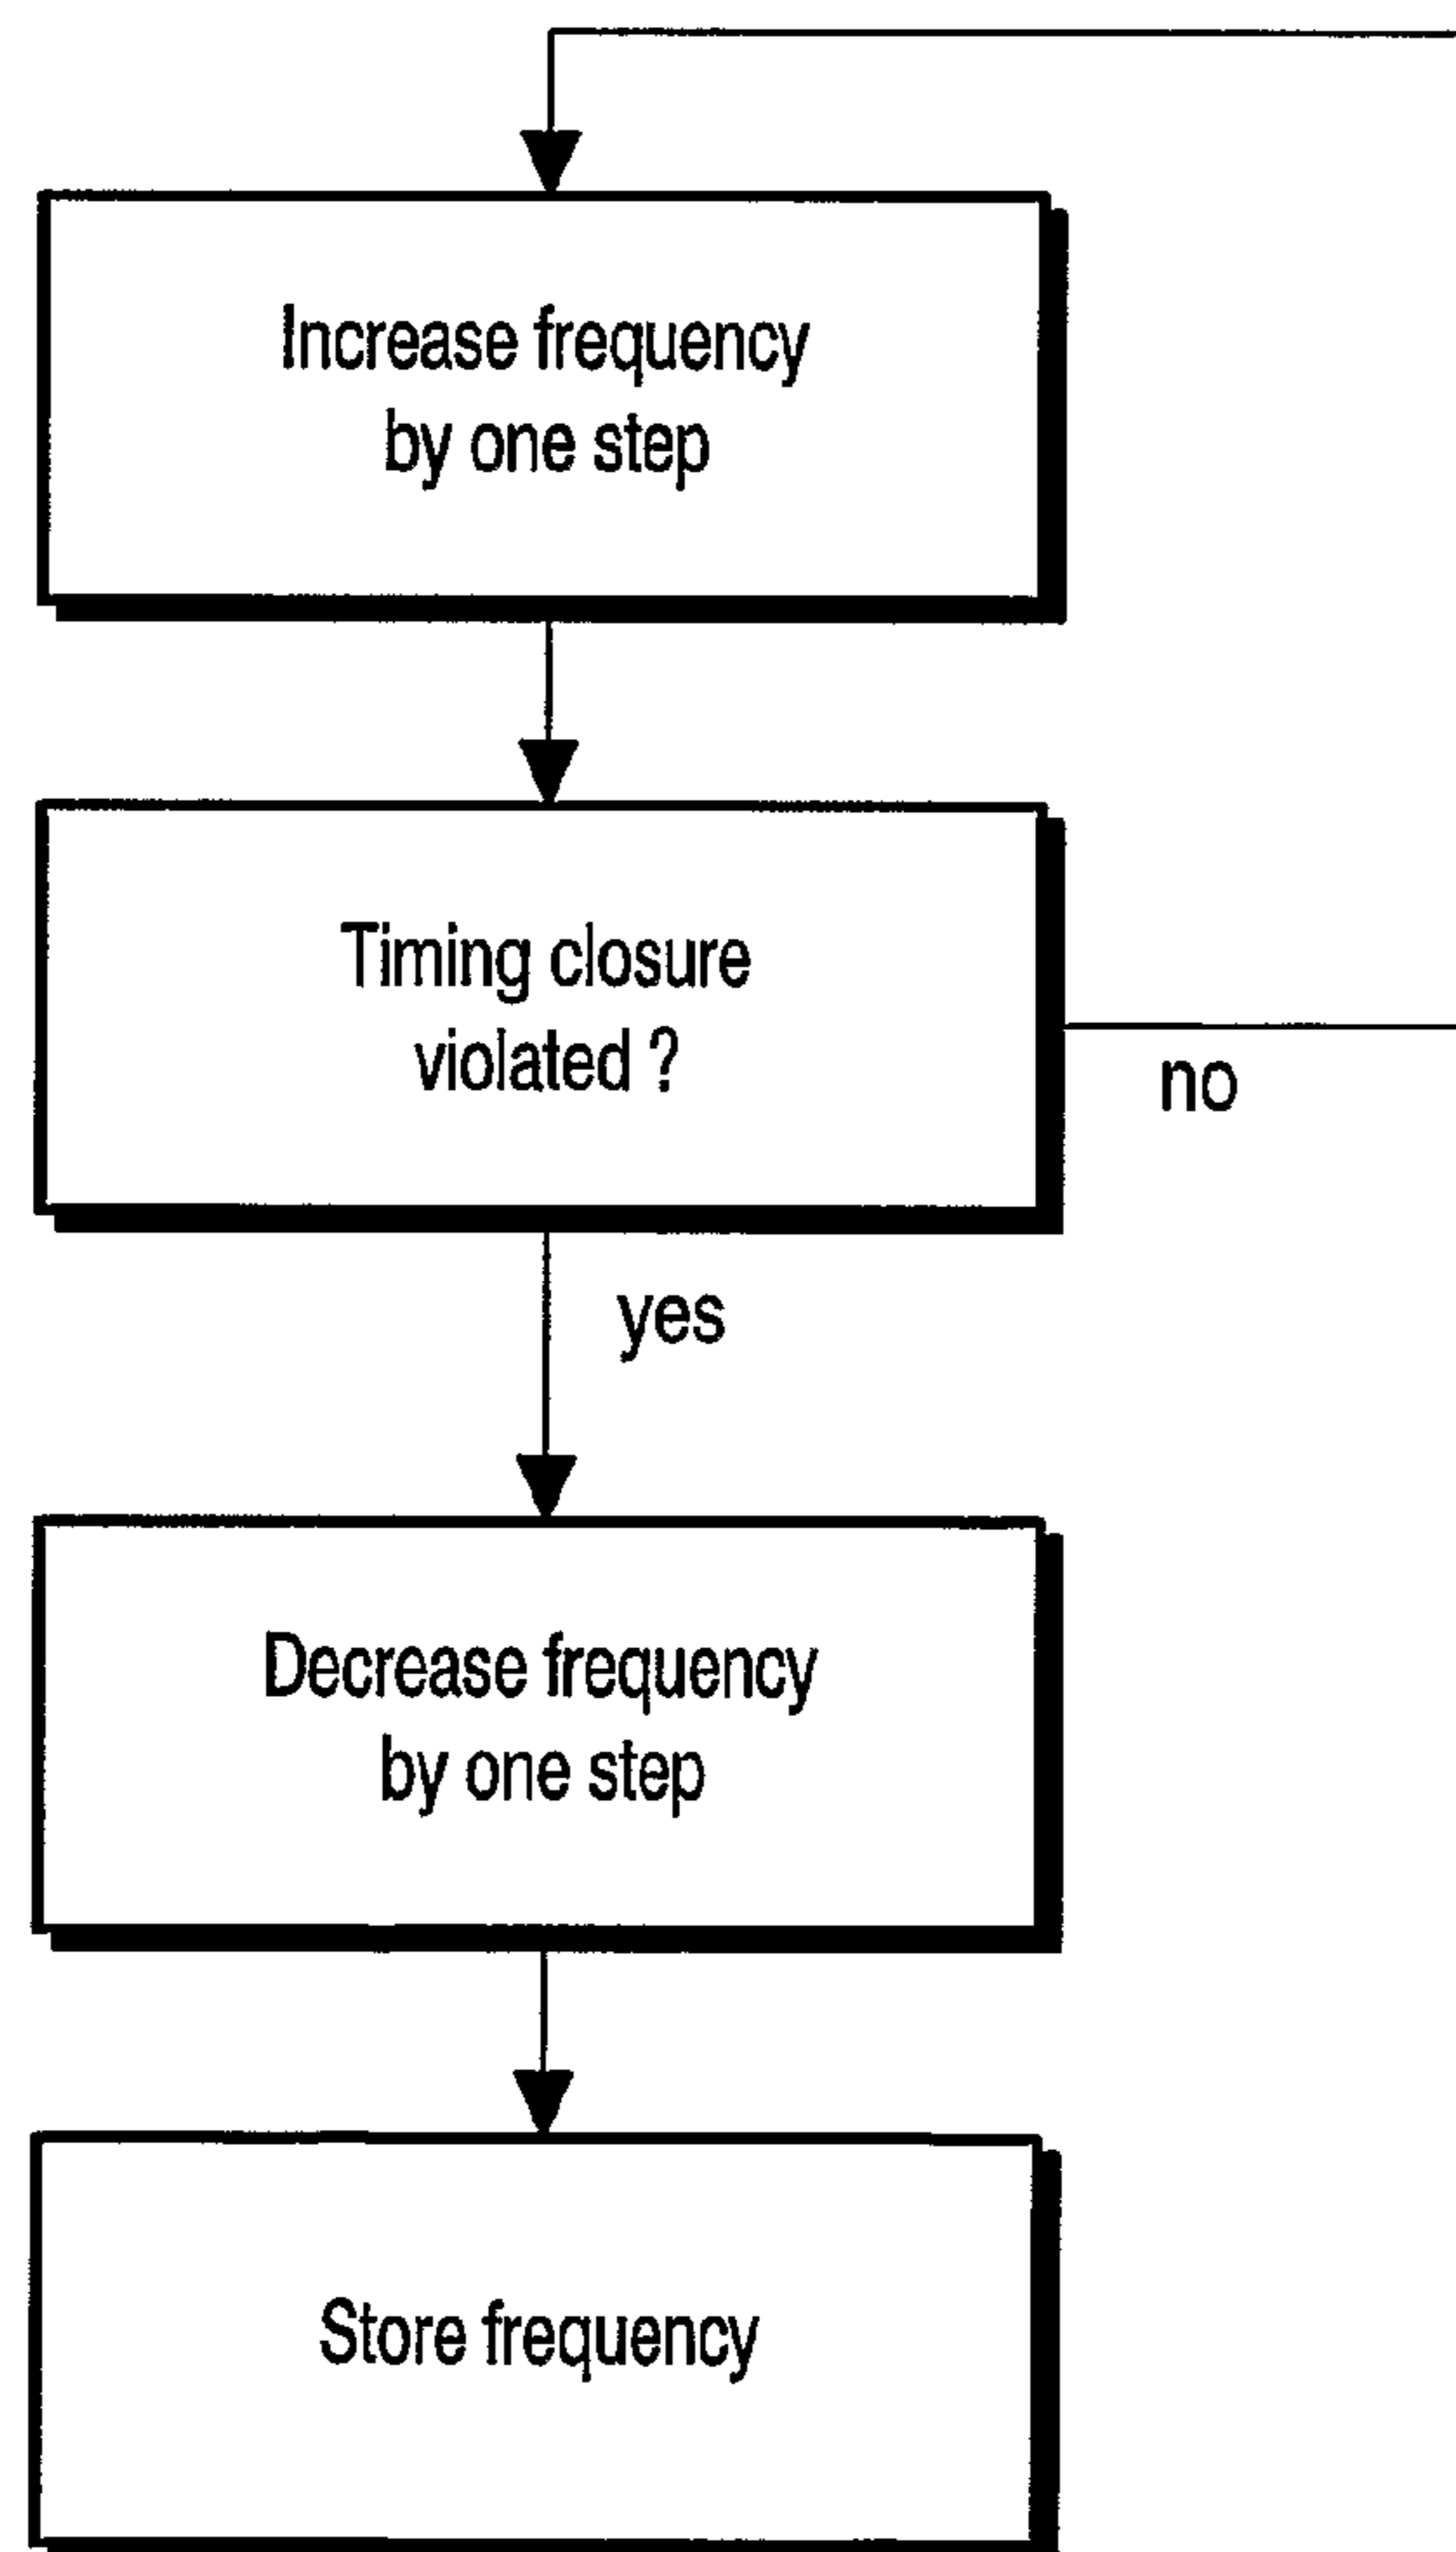 Increase frequency
by one step
Timing closure
violated ?
no
yes
Decrease frequency
by one step
Store frequency